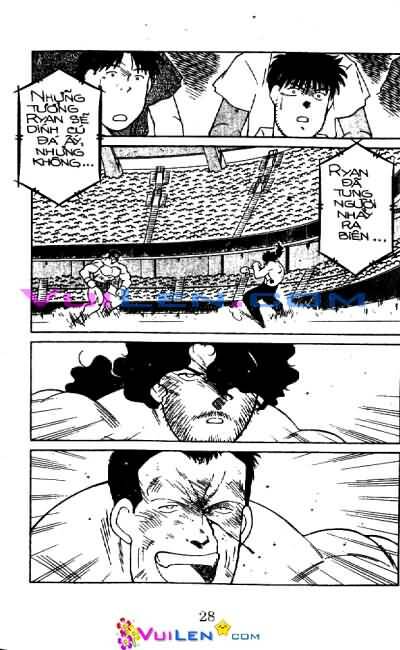 NHỮNG
TƯỞNG
RYAN SẼ
DÍNH CÚ
ĐÁ ẤY,
NHƯNG
KHÔNG...
RYAN
ĐÃ
TUNG
NGƯỜI
NHẢY
RA
BIÊN...
VUILEN.COM
28
VUILEN.COM